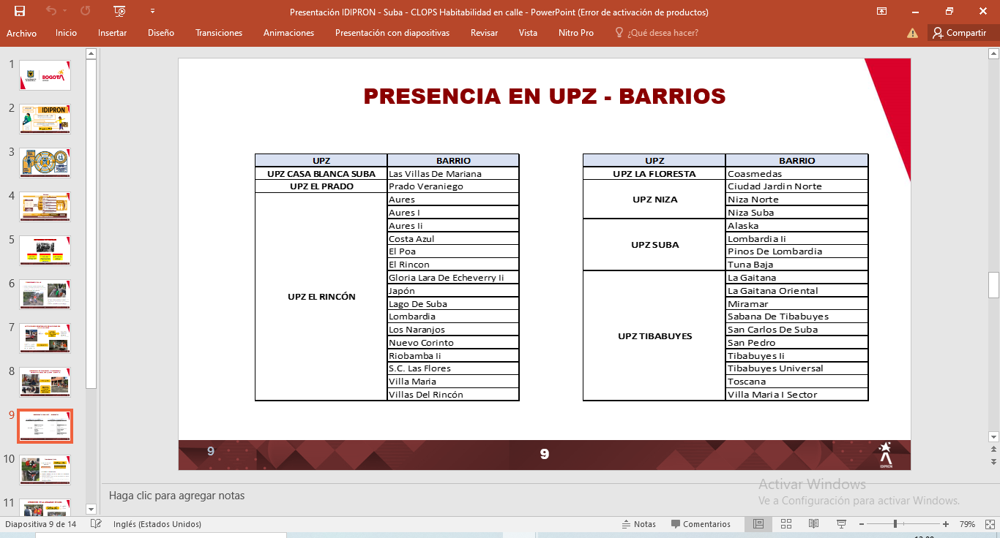 Presentación IDIPRON - Suba - CLOPS Habitabilidad en calle - PowerPoint (Error de activación de productos)
Archivo Inicio Insertar Diseño Transiciones Animaciones Presentación con diapositivas Revisar Vista Nitro Pro ¿Qué desea hacer? Compartir
1
BOGOTÁ
2
IDIPRON
3
4
5
6
7
8
9
10
11
PRESENCIA EN UPZ - BARRIOS
UPZ BARRIO
UPZ CASA BLANCA SUBA Las Villas De Mariana
UPZ EL PRADO Prado Veraniego
UPZ EL RINCÓN
Aures
Aures I
Aures Ii
Costa Azul
El Poa
El Rincon
Gloria Lara De Echeverry Ii
Japón
Lago De Suba
Lombardia
Los Naranjos
Nuevo Corinto
Riobamba Ii
S.C. Las Flores
Villa Maria
Villas Del Rincón
UPZ BARRIO
UPZ LA FLORESTA Coasmedas
UPZ NIZA
Ciudad Jardin Norte
Niza Norte
Niza Suba
UPZ SUBA
Alaska
Lombardia Ii
Pinos De Lombardia
Tuna Baja
UPZ TIBABUYES
La Gaitana
La Gaitana Oriental
Miramar
Sabana De Tibabuyes
San Carlos De Suba
San Pedro
Tibabuyes Ii
Tibabuyes Universal
Toscana
Villa Maria I Sector
9 9
IDIPRON
Haga clic para agregar notas
Activar Windows
Ve a Configuración para activar Windows.
Diapositiva 9 de 14 Inglés (Estados Unidos) Notas Comentarios 79%